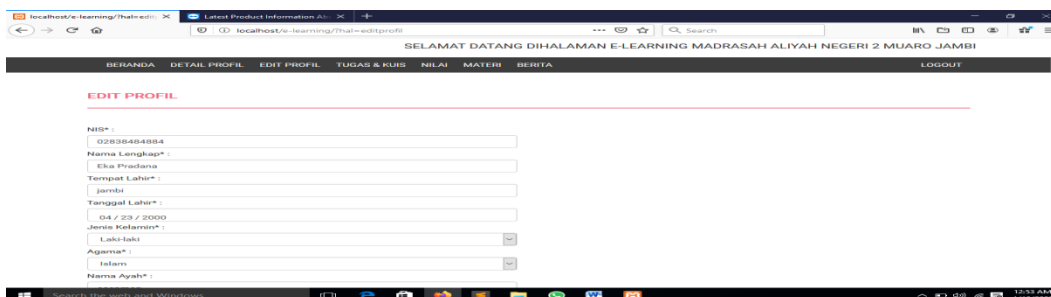 localhost/e-learning/?hal=editp
Latest Product Information Ab
localhost/e-learning/?hal=editprofil
Search
SELAMAT DATANG DIHALAMAN E-LEARNING MADRASAH ALIYAH NEGERI 2 MUARO JAMBI
BERANDA DETAIL PROFIL EDIT PROFIL TUGAS & KUIS NILAI MATERI BERITA LOGOUT
EDIT PROFIL
NIS* :
02838484884
Nama Lengkap* :
Eka Pradana
Tempat Lahir* :
jambi
Tanggal Lahir* :
04 / 23 / 2000
Jenis Kelamin* :
Laki-laki
Agama* :
Islam
Nama Ayah* :
Search the web and Windows
12:53 AM